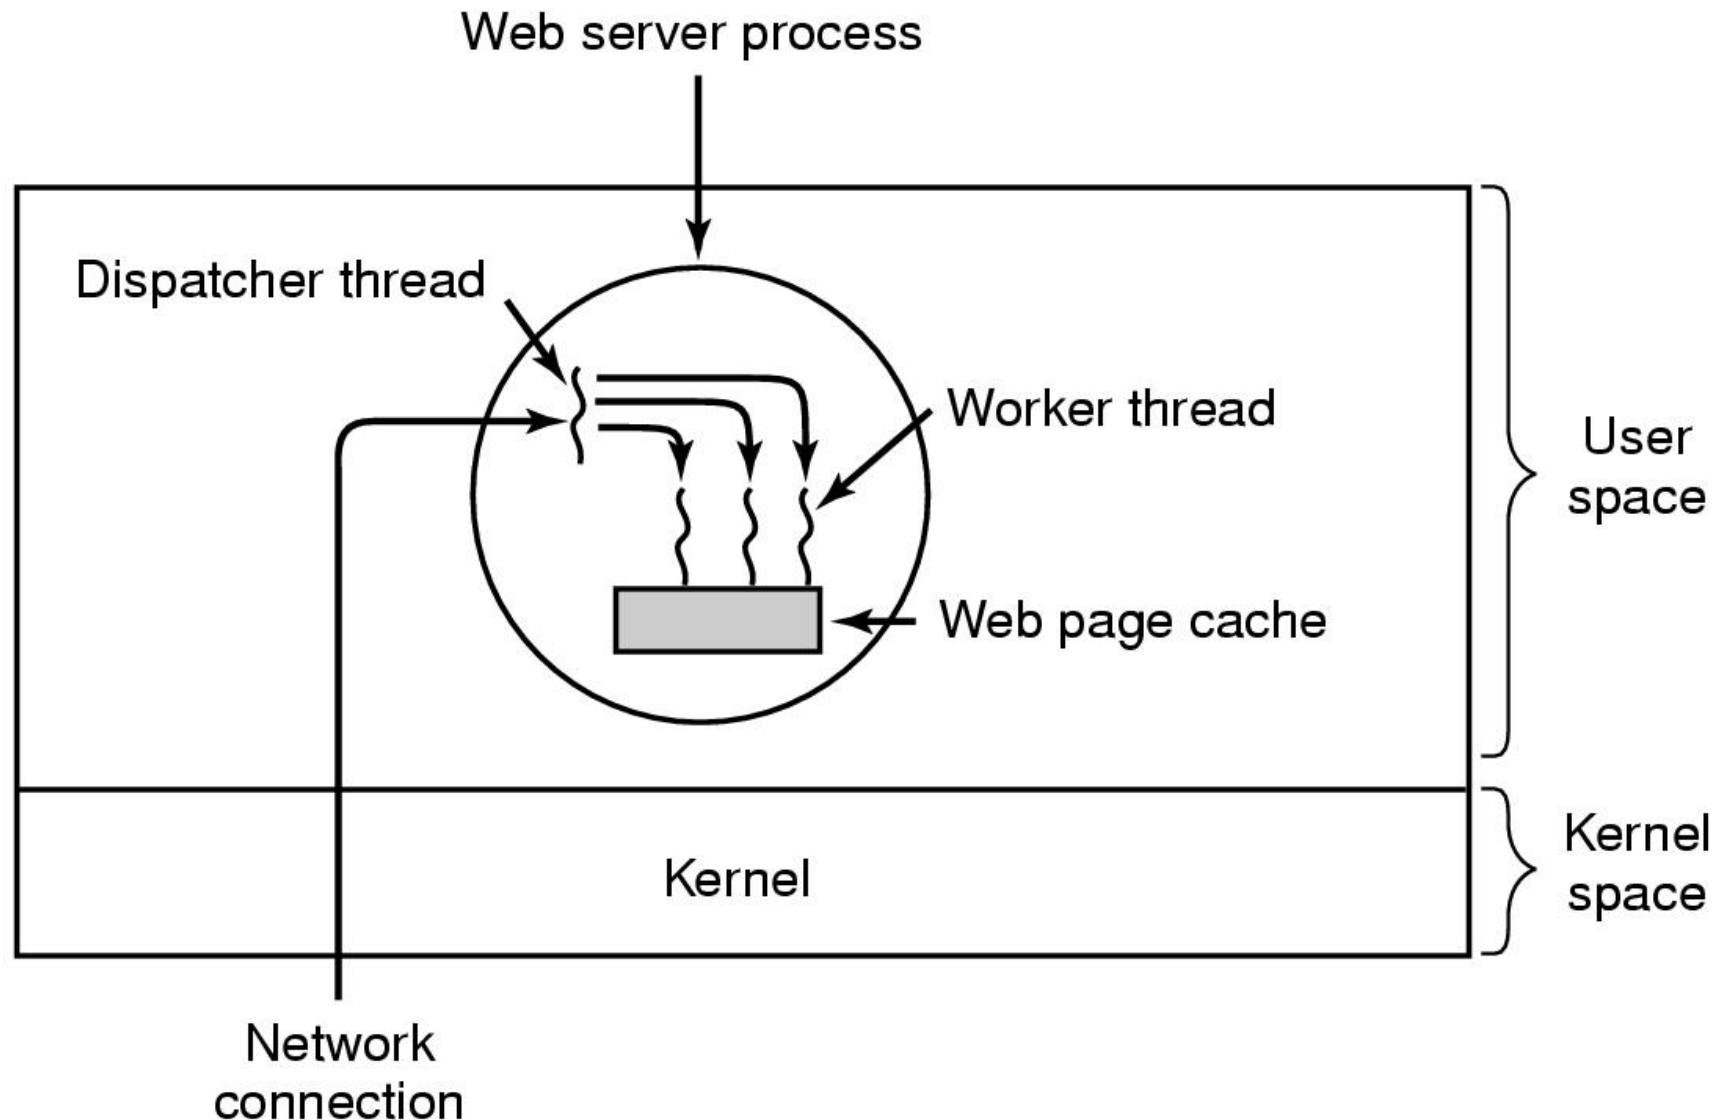 Web server process
Dispatcher thread
Worker thread
User
space
Web page cache
Kernel
Kernel
space
Network
connection